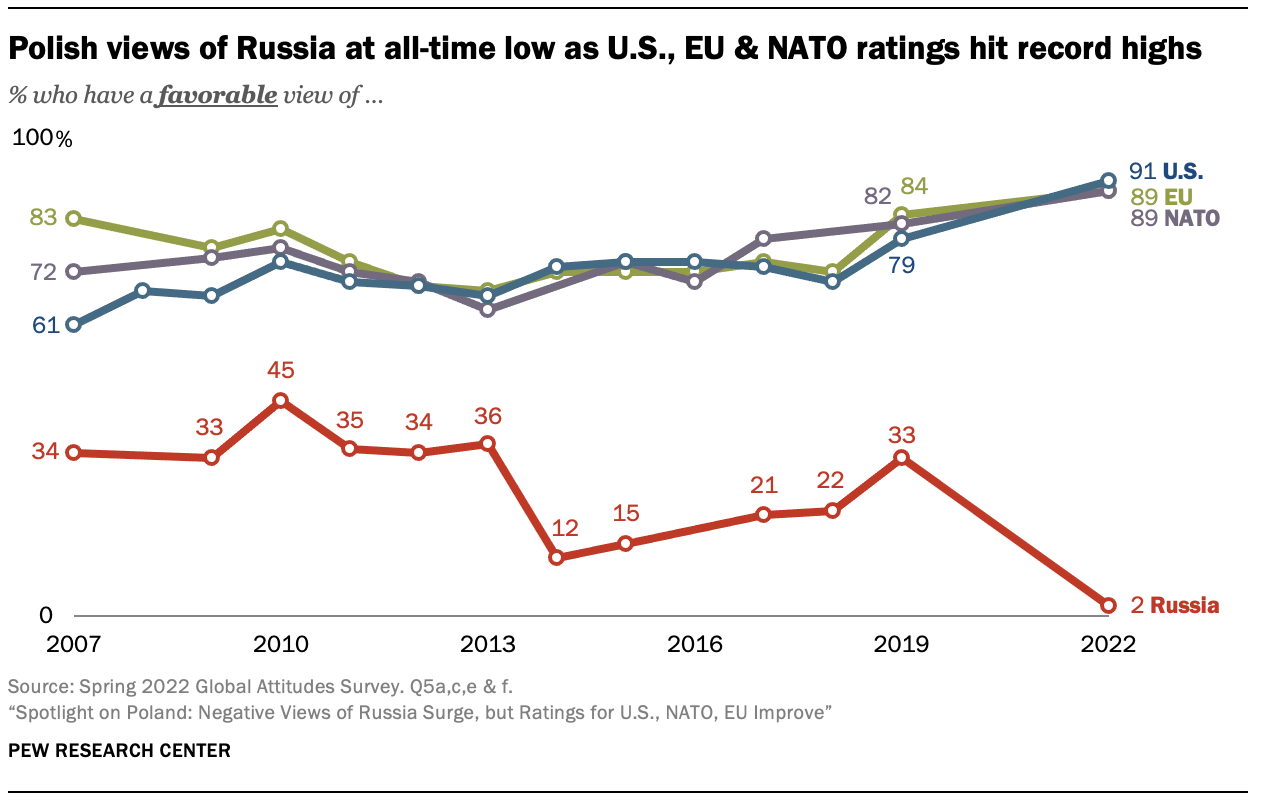 Polish views of Russia at all-time low as U.S., EU & NATO ratings hit record highs
% who have a favorable view of ...
100%
84
82
91 U.S.
89 EU
89 NATO
83
72
79
61
45
33
35
34
36
33
34
12
15
21
22
2 Russia
0
2007 2010 2013 2016 2019 2022
Source: Spring 2022 Global Attitudes Survey. Q5a,c,e & f.
“Spotlight on Poland: Negative Views of Russia Surge, but Ratings for U.S., NATO, EU Improve”
PEW RESEARCH CENTER